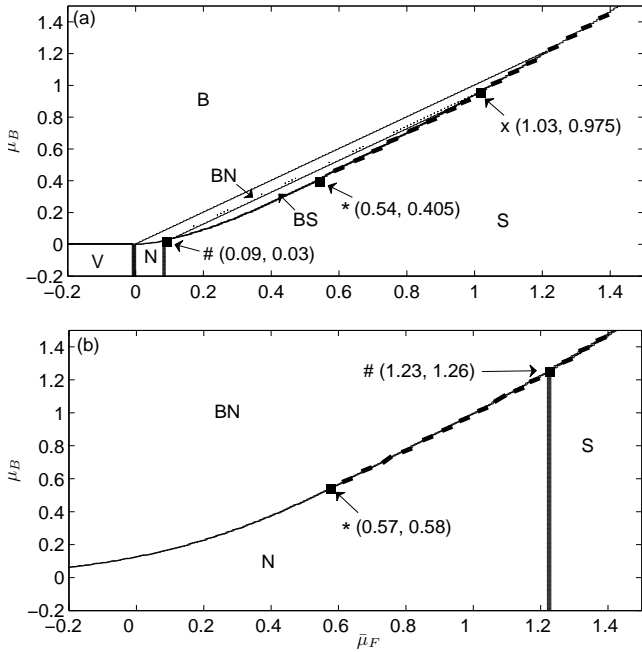 (a)
1.4
1.2
1
0.8
0.6
0.4
0.2
0
−0.2
μ_B
B
BN
BS
S
V
N
x (1.03, 0.975)
* (0.54, 0.405)
# (0.09, 0.03)
−0.2 0 0.2 0.4 0.6 0.8 1 1.2 1.4
(b)
1.4
1.2
1
0.8
0.6
0.4
0.2
0
−0.2
μ_B
# (1.23, 1.26)
BN
S
* (0.57, 0.58)
N
−0.2 0 0.2 0.4 0.6 0.8 1 1.2 1.4
μ̄_F